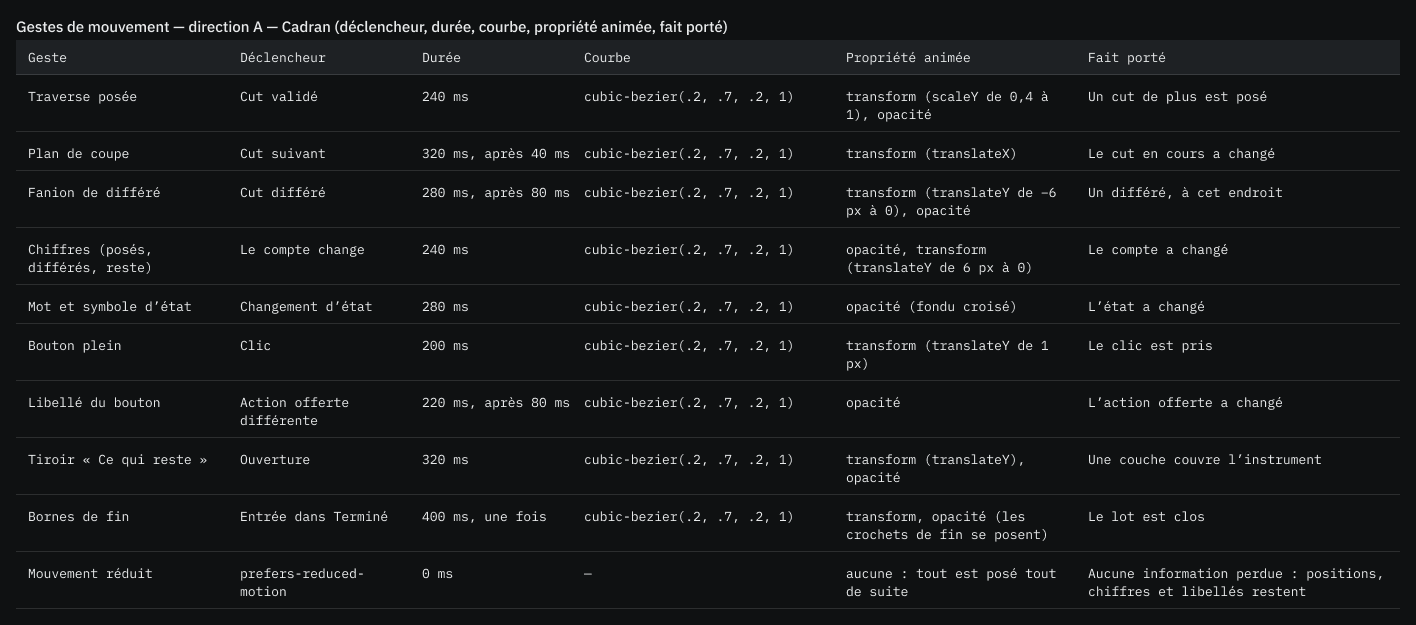 Gestes de mouvement — direction A — Cadran (déclencheur, durée, courbe, propriété animée, fait porté)
Geste Déclencheur Durée Courbe Propriété animée Fait porté
Traverse posée Cut validé 240 ms cubic-bezier(.2, .7, .2, 1) transform (scaleY de 0,4 à Un cut de plus est posé
1), opacité
Plan de coupe Cut suivant 320 ms, après 40 ms cubic-bezier(.2, .7, .2, 1) transform (translateX) Le cut en cours a changé
Fanion de différé Cut différé 280 ms, après 80 ms cubic-bezier(.2, .7, .2, 1) transform (translateY de −6 Un différé, à cet endroit
px à 0), opacité
Chiffres (posés, Le compte change 240 ms cubic-bezier(.2, .7, .2, 1) opacité, transform Le compte a changé
différés, reste) (translateY de 6 px à 0)
Mot et symbole d’état Changement d’état 280 ms cubic-bezier(.2, .7, .2, 1) opacité (fondu croisé) L’état a changé
Bouton plein Clic 200 ms cubic-bezier(.2, .7, .2, 1) transform (translateY de 1 Le clic est pris
px)
Libellé du bouton Action offerte 220 ms, après 80 ms cubic-bezier(.2, .7, .2, 1) opacité L’action offerte a changé
différente
Tiroir « Ce qui reste » Ouverture 320 ms cubic-bezier(.2, .7, .2, 1) transform (translateY), Une couche couvre l’instrument
opacité
Bornes de fin Entrée dans Terminé 400 ms, une fois cubic-bezier(.2, .7, .2, 1) transform, opacité (les Le lot est clos
crochets de fin se posent)
Mouvement réduit prefers-reduced- 0 ms — aucune : tout est posé tout Aucune information perdue : positions,
motion de suite chiffres et libellés restent